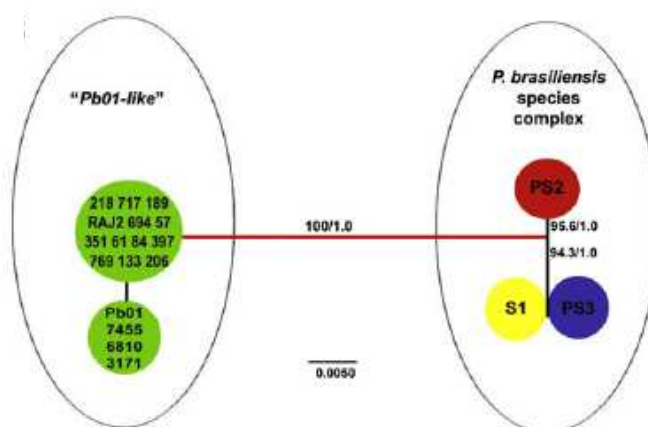 "Pb01-like"
218 717 189
RAJ2 694 57
351 61 84 397
769 133 206
Pb01
7455
6810
3171
100/1.0
0.0050
P. brasiliensis
species
complex
PS2
95.6/1.0
94.3/1.0
S1
PS3